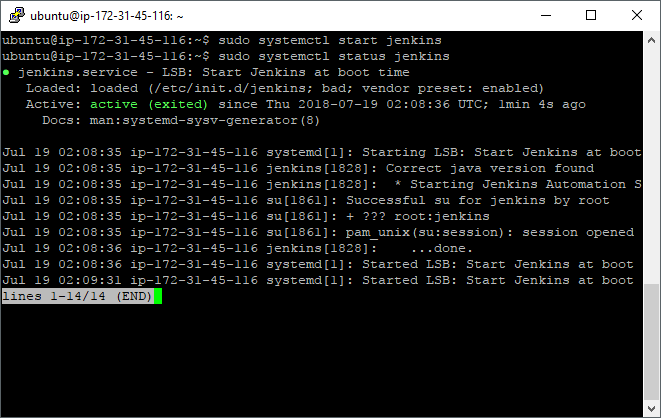 ubuntu@ip-172-31-45-116: ~
ubuntu@ip-172-31-45-116:~$ sudo systemctl start jenkins
ubuntu@ip-172-31-45-116:~$ sudo systemctl status jenkins
● jenkins.service - LSB: Start Jenkins at boot time
   Loaded: loaded (/etc/init.d/jenkins; bad; vendor preset: enabled)
   Active: active (exited) since Thu 2018-07-19 02:08:36 UTC; 1min 4s ago
     Docs: man:systemd-sysv-generator(8)

Jul 19 02:08:35 ip-172-31-45-116 systemd[1]: Starting LSB: Start Jenkins at boot
Jul 19 02:08:35 ip-172-31-45-116 jenkins[1828]: Correct java version found
Jul 19 02:08:35 ip-172-31-45-116 jenkins[1828]:  * Starting Jenkins Automation S
Jul 19 02:08:35 ip-172-31-45-116 su[1861]: Successful su for jenkins by root
Jul 19 02:08:35 ip-172-31-45-116 su[1861]: + ??? root:jenkins
Jul 19 02:08:35 ip-172-31-45-116 su[1861]: pam_unix(su:session): session opened
Jul 19 02:08:36 ip-172-31-45-116 jenkins[1828]:    ...done.
Jul 19 02:08:36 ip-172-31-45-116 systemd[1]: Started LSB: Start Jenkins at boot
Jul 19 02:09:31 ip-172-31-45-116 systemd[1]: Started LSB: Start Jenkins at boot
lines 1-14/14 (END)